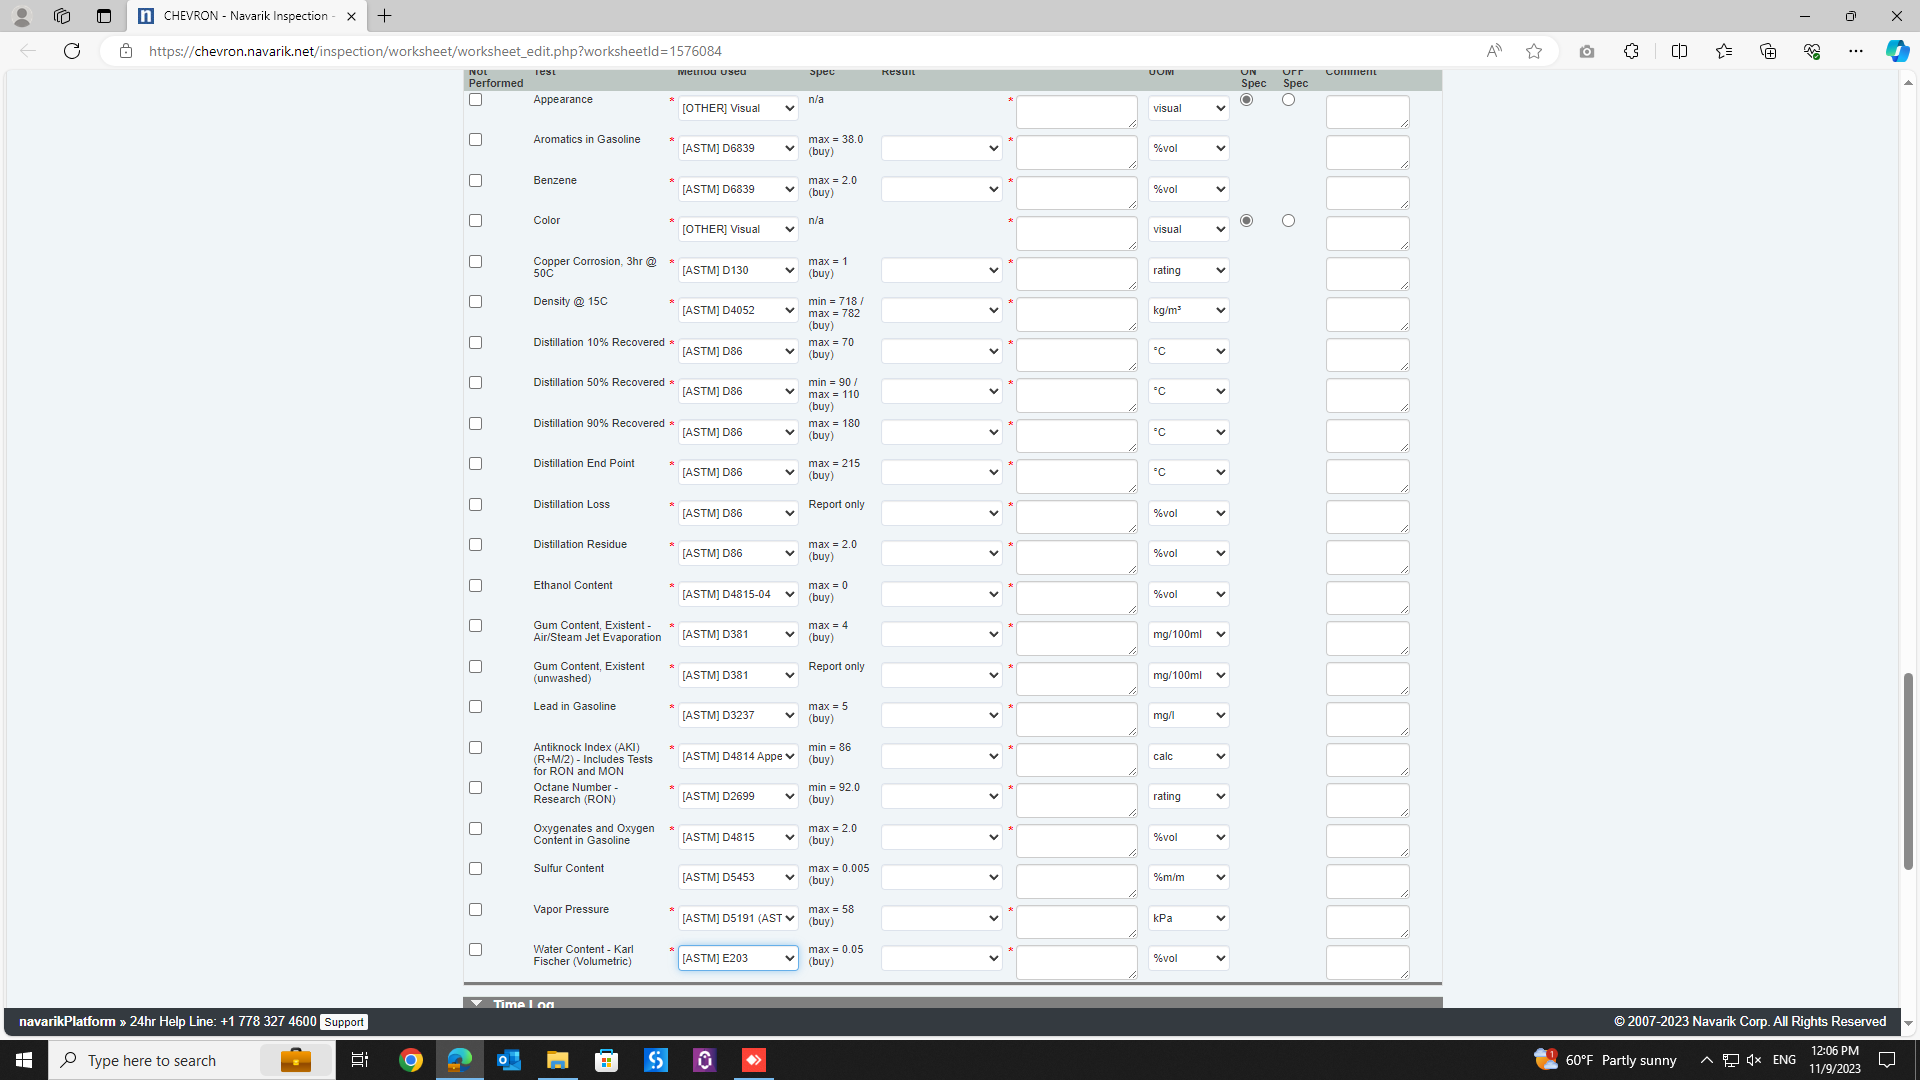 CHEVRON - Navarik Inspection -
https://chevron.navarik.net/inspection/worksheet/worksheet_edit.php?worksheetId=1576084
Not Performed Test Method Used Spec Result UOM ON Spec OFF Spec Comment
Appearance * [OTHER] Visual n/a * visual
Aromatics in Gasoline * [ASTM] D6839 max = 38.0 (buy) * %vol
Benzene * [ASTM] D6839 max = 2.0 (buy) * %vol
Color * [OTHER] Visual n/a * visual
Copper Corrosion, 3hr @ 50C * [ASTM] D130 max = 1 (buy) * rating
Density @ 15C * [ASTM] D4052 min = 718 / max = 782 (buy) * kg/m³
Distillation 10% Recovered * [ASTM] D86 max = 70 (buy) * °C
Distillation 50% Recovered * [ASTM] D86 min = 90 / max = 110 (buy) * °C
Distillation 90% Recovered * [ASTM] D86 max = 180 (buy) * °C
Distillation End Point * [ASTM] D86 max = 215 (buy) * °C
Distillation Loss * [ASTM] D86 Report only * %vol
Distillation Residue * [ASTM] D86 max = 2.0 (buy) * %vol
Ethanol Content * [ASTM] D4815-04 max = 0 (buy) * %vol
Gum Content, Existent - Air/Steam Jet Evaporation * [ASTM] D381 max = 4 (buy) * mg/100ml
Gum Content, Existent (unwashed) * [ASTM] D381 Report only * mg/100ml
Lead in Gasoline * [ASTM] D3237 max = 5 (buy) * mg/l
Antiknock Index (AKI) (R+M/2) - Includes Tests for RON and MON * [ASTM] D4814 Appe min = 86 (buy) * calc
Octane Number - Research (RON) * [ASTM] D2699 min = 92.0 (buy) * rating
Oxygenates and Oxygen Content in Gasoline * [ASTM] D4815 max = 2.0 (buy) * %vol
Sulfur Content [ASTM] D5453 max = 0.005 (buy) %m/m
Vapor Pressure * [ASTM] D5191 (AST max = 58 (buy) * kPa
Water Content - Karl Fischer (Volumetric) * [ASTM] E203 max = 0.05 (buy) * %vol
Time Log
navarikPlatform » 24hr Help Line: +1 778 327 4600 Support
© 2007-2023 Navarik Corp. All Rights Reserved
Type here to search
1 60°F Partly sunny
ENG
12:06 PM
11/9/2023